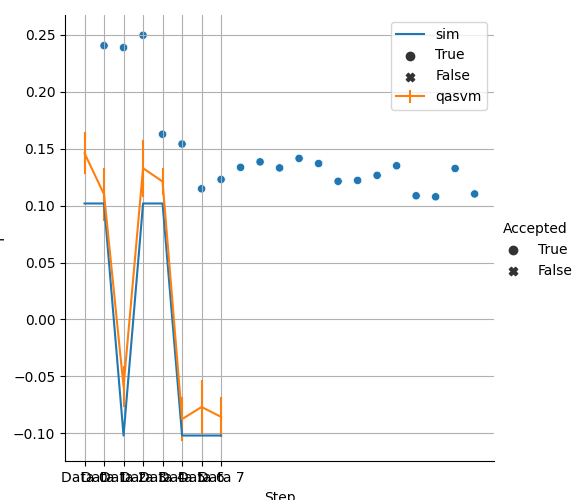 0.25
0.20
0.15
0.10
0.05
0.00
−0.05
−0.10
sim
True
False
qasvm
Accepted
True
False
Data 7
Step